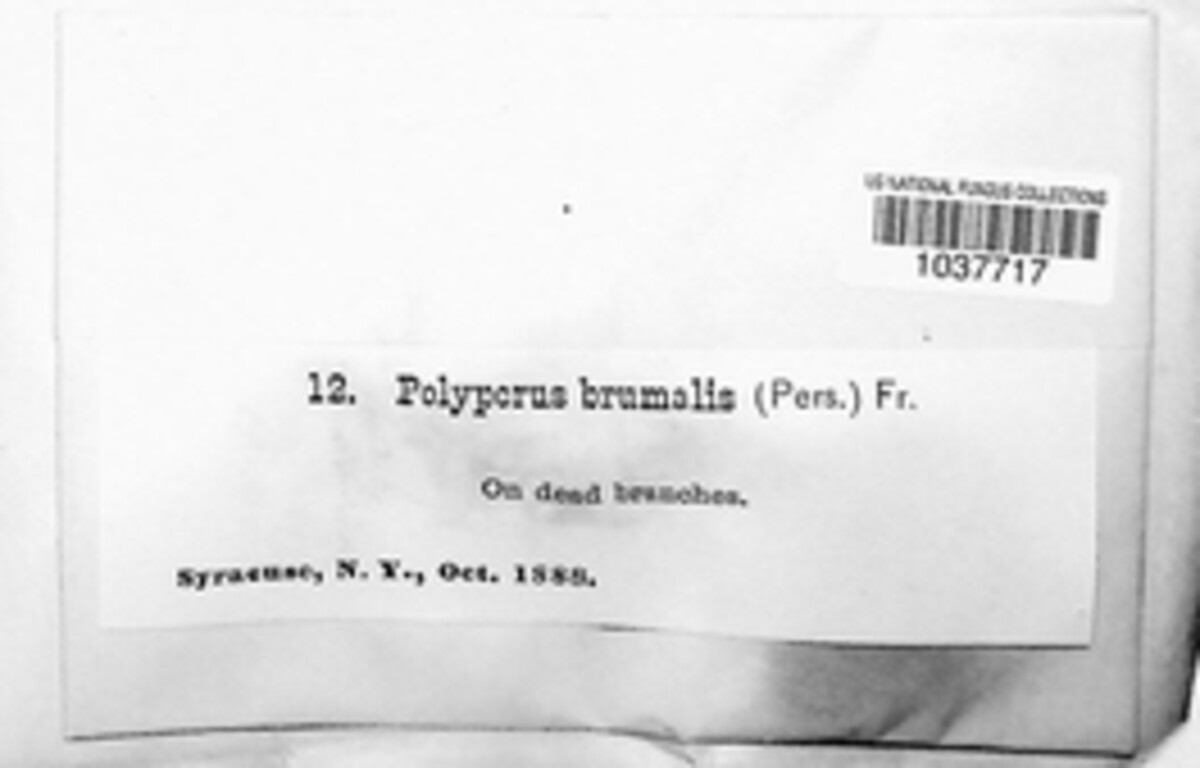 US NATIONAL FUNGUS COLLECTIONS
1037717
12. Polyporus brumalis (Pers.) Fr.
On dead branches.
Syracuse, N. Y., Oct. 1888.